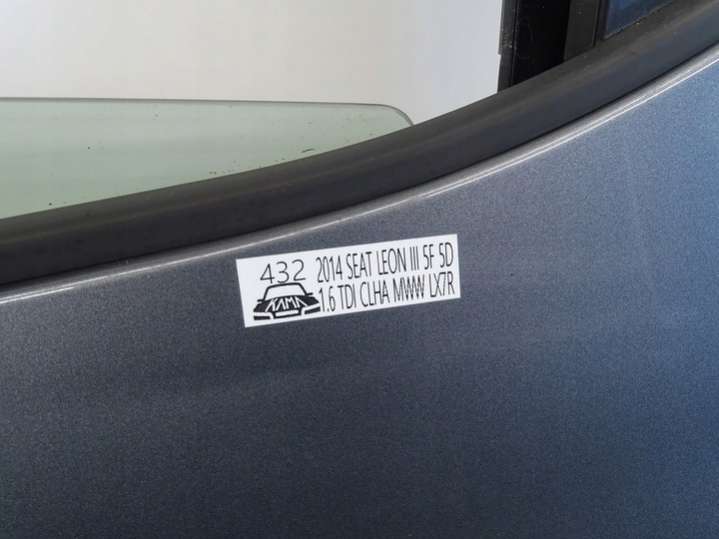 432
KAMA
2014 SEAT LEON III 5F 5D
1.6 TDI CLHA MWW LX7R